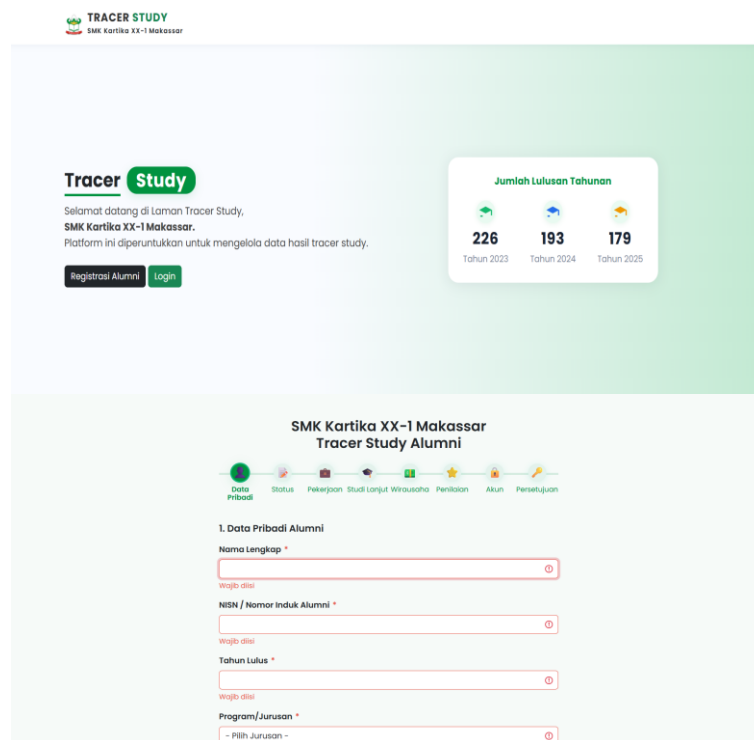 TRACER STUDY
SMK Kartika XX-1 Makassar
Tracer Study
Selamat datang di Laman Tracer Study,
SMK Kartika XX-1 Makassar.
Platform ini diperuntukkan untuk mengelola data hasil tracer study.
Registrasi Alumni Login
Jumlah Lulusan Tahunan
226 193 179
Tahun 2023 Tahun 2024 Tahun 2025
SMK Kartika XX-1 Makassar
Tracer Study Alumni
Data Pribadi Status Pekerjaan Studi Lanjut Wirausaha Penilaian Akun Persetujuan
1. Data Pribadi Alumni
Nama Lengkap *
Wajib diisi
NISN / Nomor Induk Alumni *
Wajib diisi
Tahun Lulus *
Wajib diisi
Program/Jurusan *
- Pilih Jurusan -